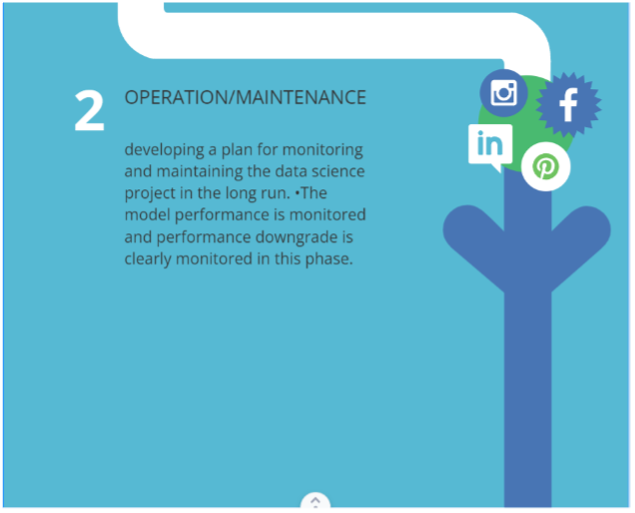 2
OPERATION/MAINTENANCE
developing a plan for monitoring
and maintaining the data science
project in the long run. •The
model performance is monitored
and performance downgrade is
clearly monitored in this phase.
f
in